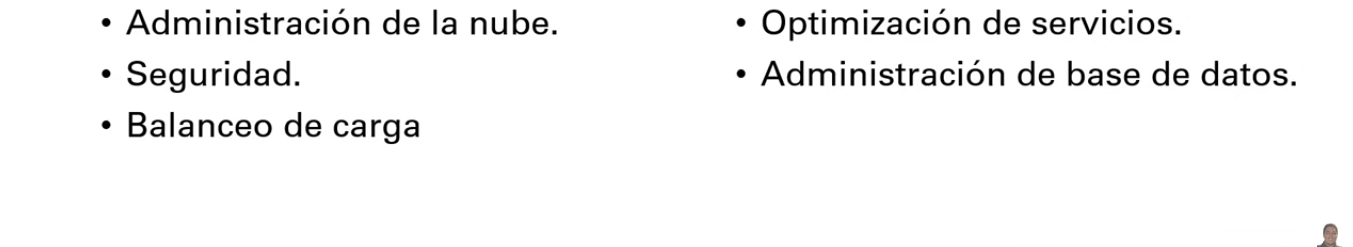 • Administración de la nube.
• Seguridad.
• Balanceo de carga
• Optimización de servicios.
• Administración de base de datos.